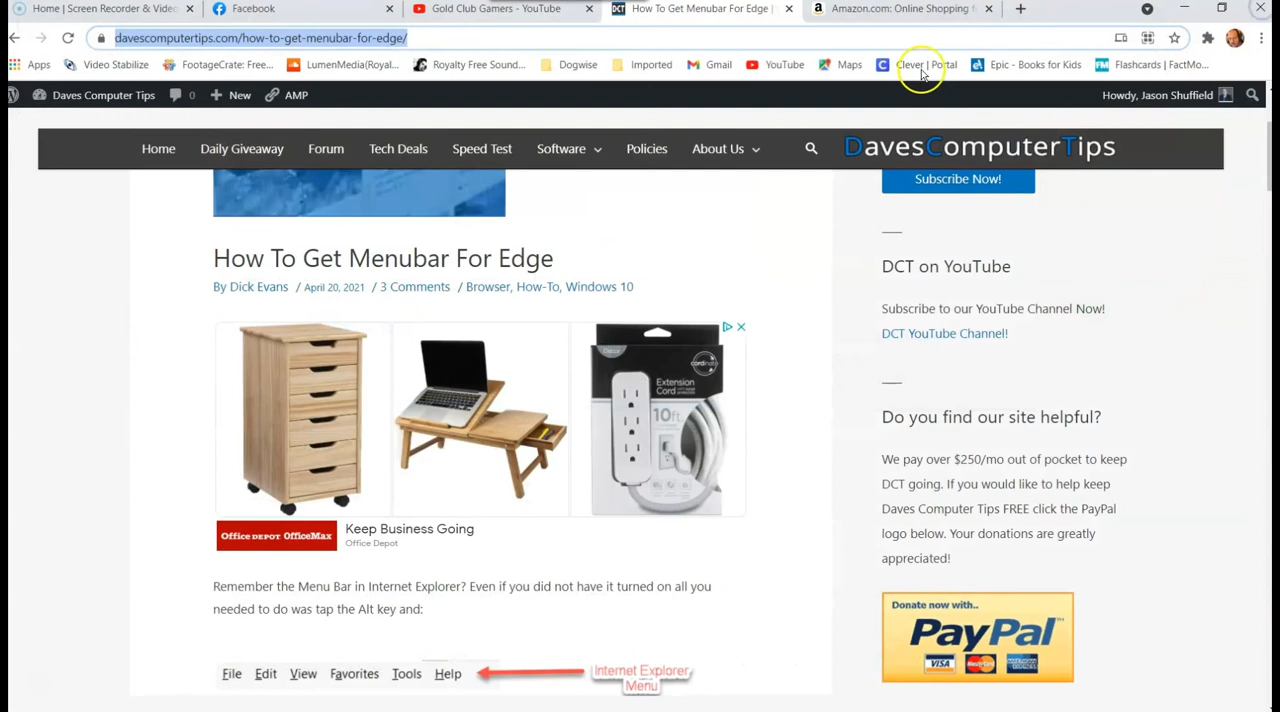 Home | Screen Recorder & Video
Facebook
Gold Club Gamers - YouTube
How To Get Menubar For Edge |
Amazon.com: Online Shopping f
davescomputertips.com/how-to-get-menubar-for-edge/
Apps
Video Stabilize
FootageCrate: Free...
LumenMedia(Royal...
Royalty Free Sound...
Dogwise
Imported
Gmail
YouTube
Maps
Clever | Portal
Epic - Books for Kids
Flashcards | FactMo...
Daves Computer Tips
0
New
AMP
Howdy, Jason Shuffield
Home
Daily Giveaway
Forum
Tech Deals
Speed Test
Software
Policies
About Us
DavesComputerTips
Subscribe Now!
How To Get Menubar For Edge
By Dick Evans / April 20, 2021 / 3 Comments / Browser, How-To, Windows 10
Extension
Cord
10ft
cordinate
Office DEPOT OfficeMax
Keep Business Going
Office Depot
Remember the Menu Bar in Internet Explorer? Even if you did not have it turned on all you
needed to do was tap the Alt key and:
File Edit View Favorites Tools Help
Internet Explorer
Menu
DCT on YouTube
Subscribe to our YouTube Channel Now!
DCT YouTube Channel!
Do you find our site helpful?
We pay over $250/mo out of pocket to keep
DCT going. If you would like to help keep
Daves Computer Tips FREE click the PayPal
logo below. Your donations are greatly
appreciated!
Donate now with..
PayPal
VISA
MasterCard